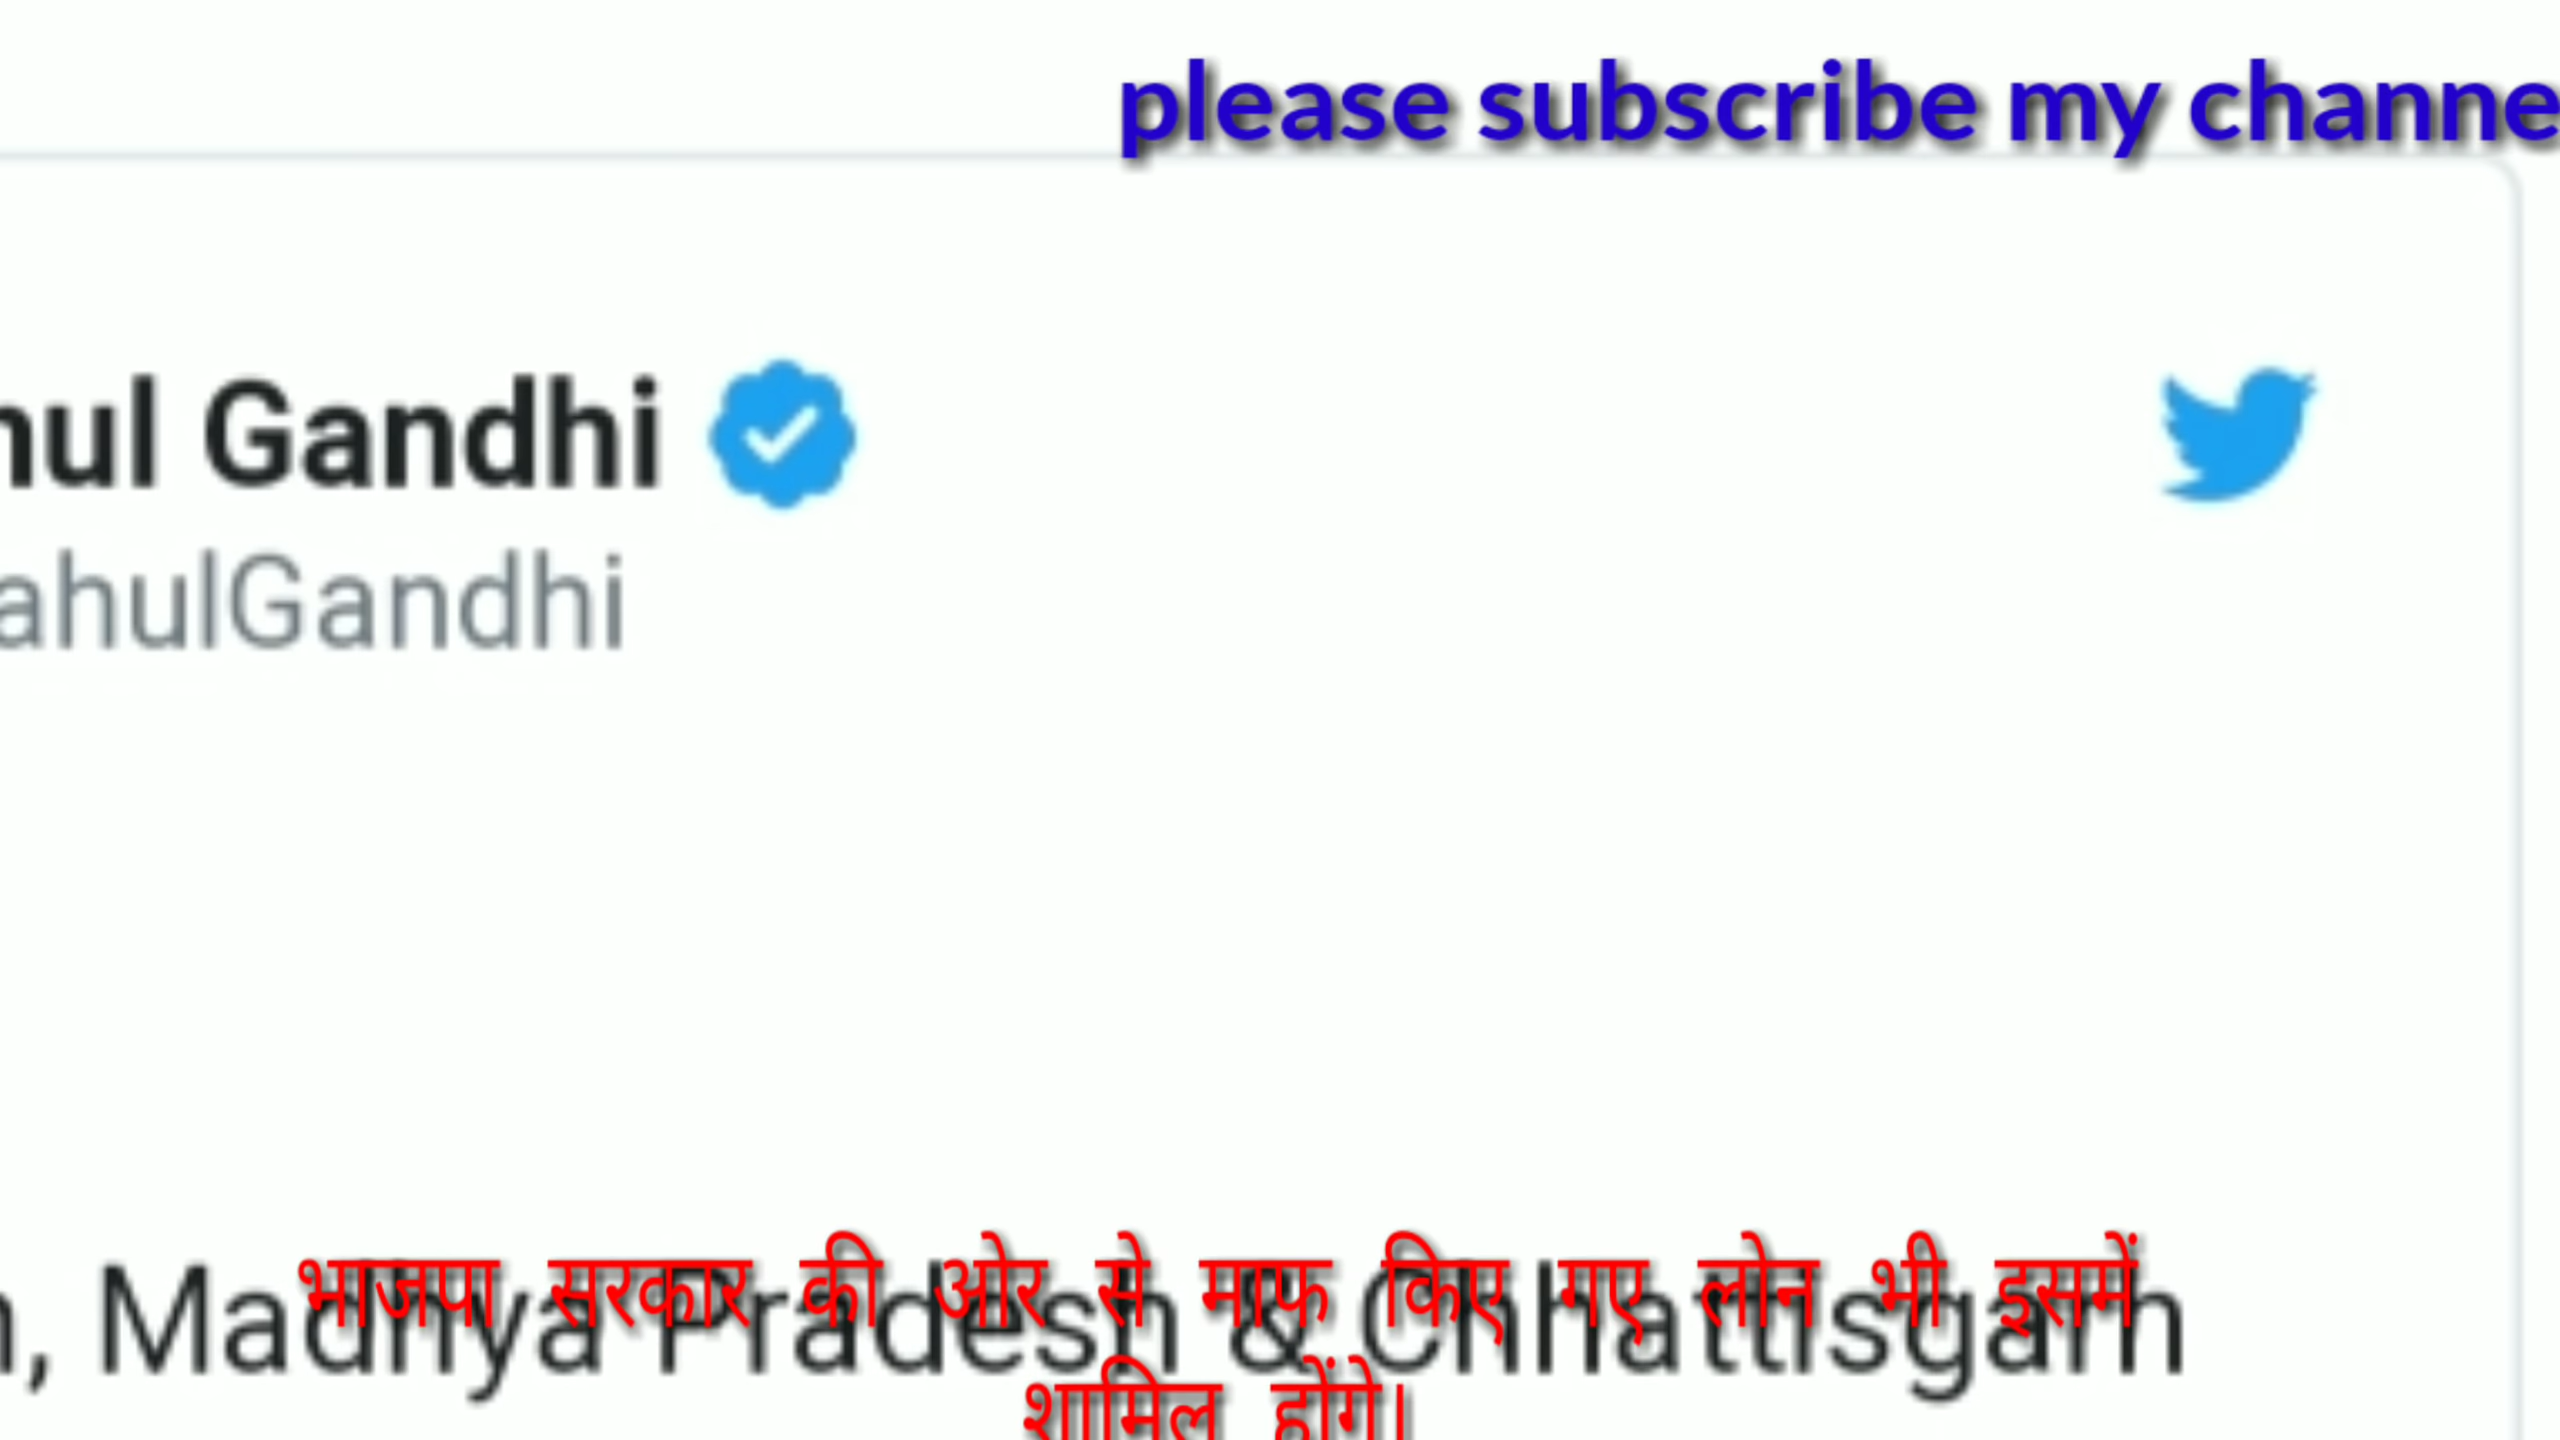 please subscribe my channe
hul Gandhi
ahulGandhi
भाजपा सरकार की ओर से माफ किए गए लोन भी इसमें
n, Madhya Pradesh & Chhattisgarh
शामिल होंगे।